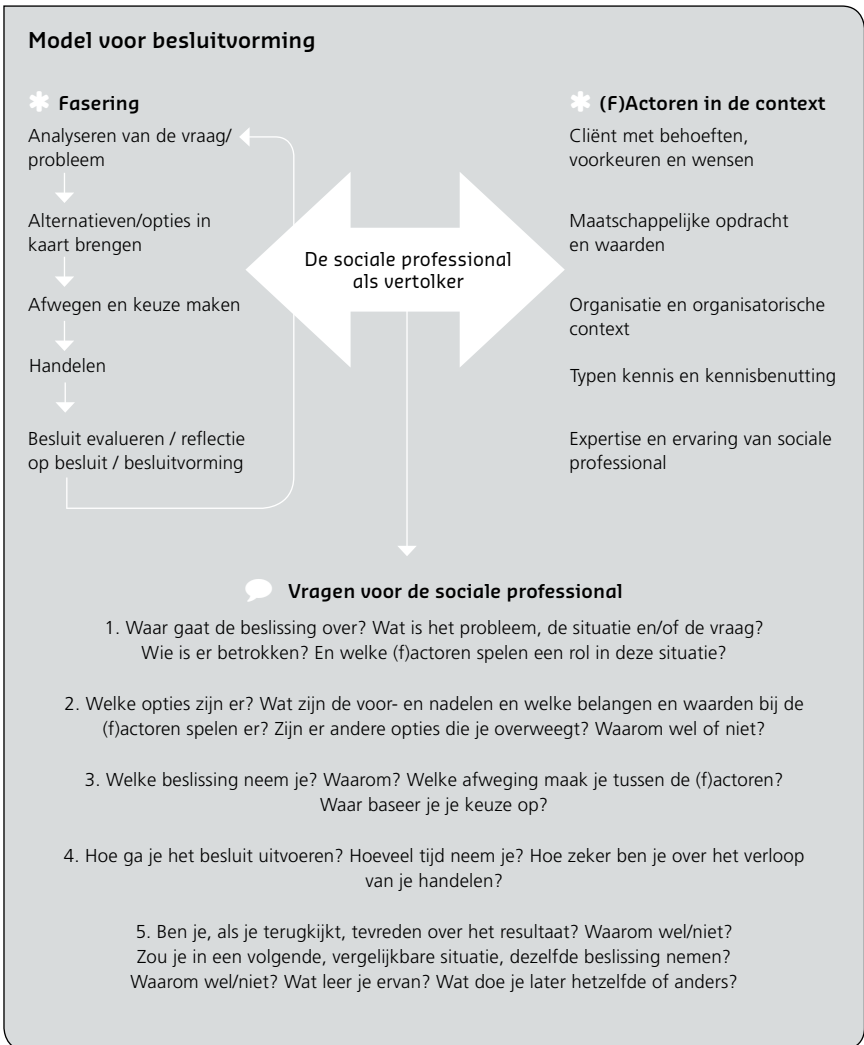 Model voor besluitvorming
Fasering
Analyseren van de vraag/
probleem
Alternatieven/opties in
kaart brengen
Afwegen en keuze maken
Handelen
Besluit evalueren / reflectie
op besluit / besluitvorming
De sociale professional
als vertolker
(F)Actoren in de context
Cliënt met behoeften,
voorkeuren en wensen
Maatschappelijke opdracht
en waarden
Organisatie en organisatorische
context
Typen kennis en kennisbenutting
Expertise en ervaring van sociale
professional
Vragen voor de sociale professional
1. Waar gaat de beslissing over? Wat is het probleem, de situatie en/of de vraag?
Wie is er betrokken? En welke (f)actoren spelen een rol in deze situatie?
2. Welke opties zijn er? Wat zijn de voor- en nadelen en welke belangen en waarden bij de
(f)actoren spelen er? Zijn er andere opties die je overweegt? Waarom wel of niet?
3. Welke beslissing neem je? Waarom? Welke afweging maak je tussen de (f)actoren?
Waar baseer je je keuze op?
4. Hoe ga je het besluit uitvoeren? Hoeveel tijd neem je? Hoe zeker ben je over het verloop
van je handelen?
5. Ben je, als je terugkijkt, tevreden over het resultaat? Waarom wel/niet?
Zou je in een volgende, vergelijkbare situatie, dezelfde beslissing nemen?
Waarom wel/niet? Wat leer je ervan? Wat doe je later hetzelfde of anders?